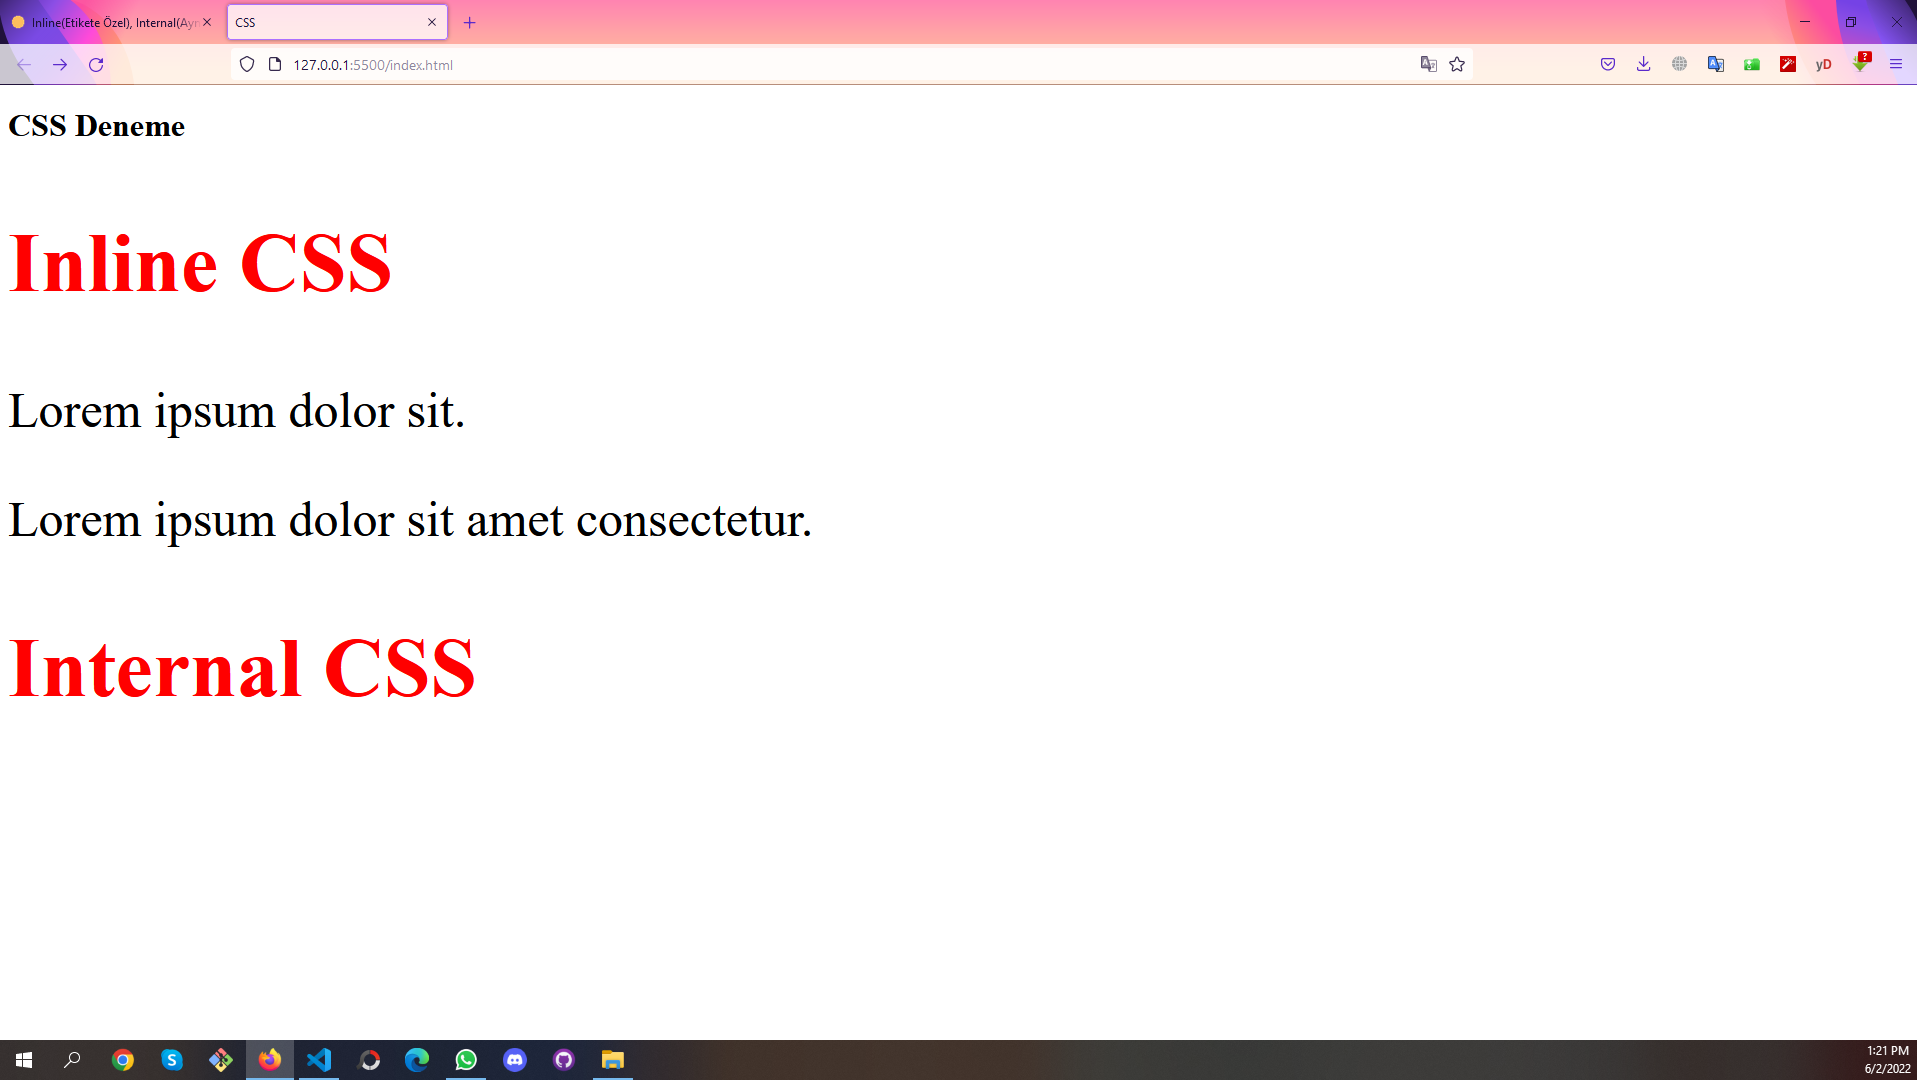 Inline(Etikete Özel), Internal(Ayn
CSS
127.0.0.1:5500/index.html
yD
CSS Deneme
Inline CSS
Lorem ipsum dolor sit.
Lorem ipsum dolor sit amet consectetur.
Internal CSS
1:21 PM
6/2/2022